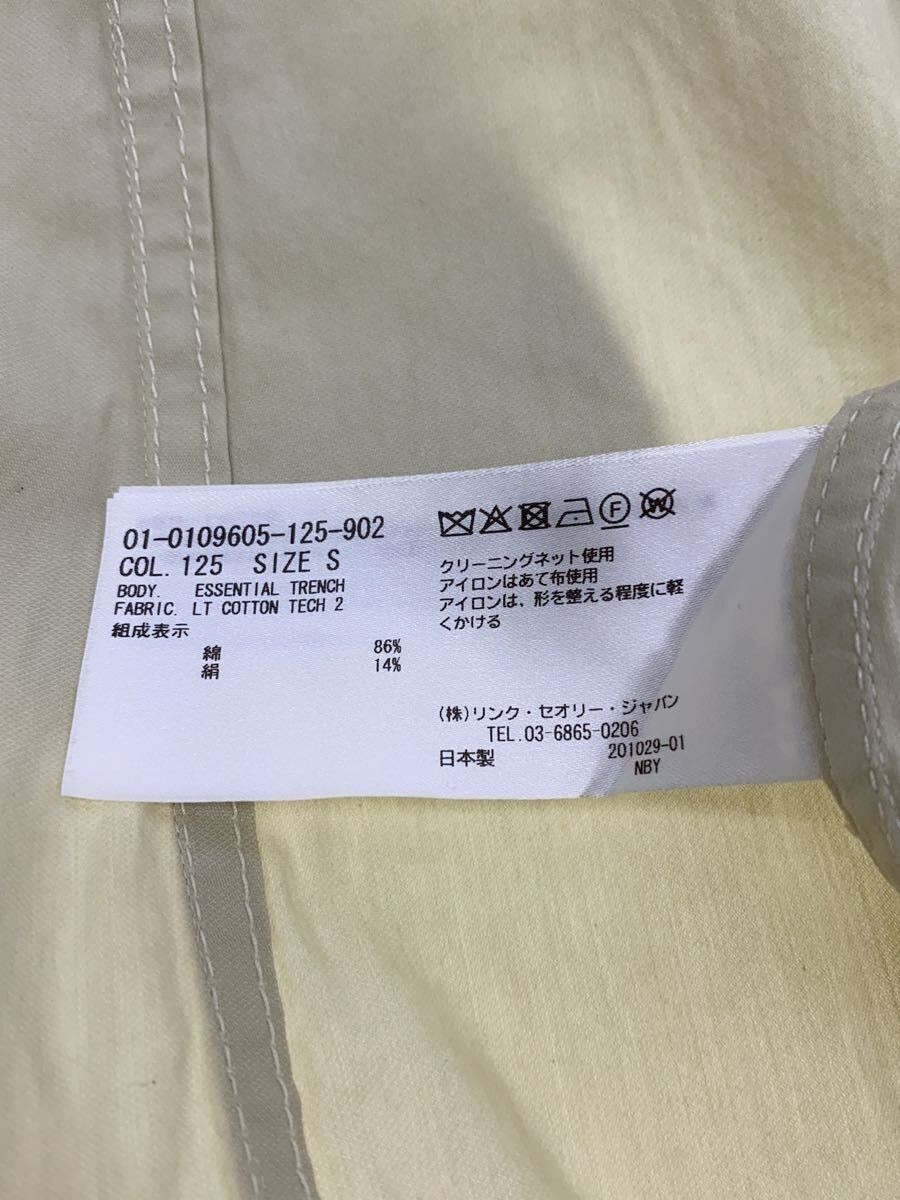 01-0109605-125-902
COL. 125 SIZE S
BODY. ESSENTIAL TRENCH
FABRIC. LT COTTON TECH 2
組成表示
綿 86%
絹 14%
F W
クリーニングネット使用
アイロンはあて布使用
アイロンは、形を整える程度に軽
くかける
(株)リンク・セオリー・ジャパン
TEL.03-6865-0206
日本製 201029-01
NBY